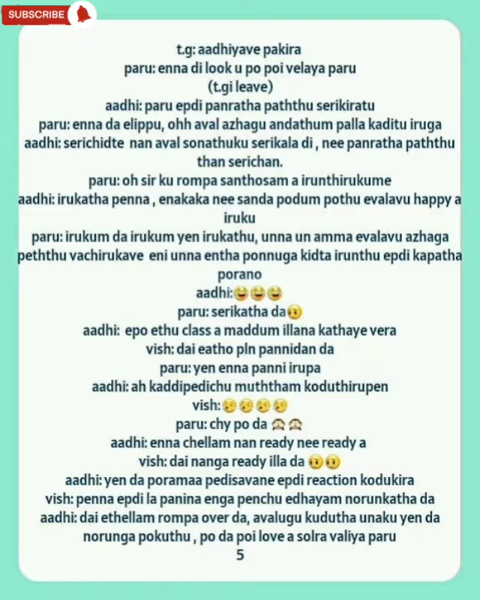 SUBSCRIBE
t.g: aadhiyave pakira
paru: enna di look u po poi velaya paru
(t.gi leave)
aadhi: paru epdi panratha paththu serikiratu
paru: enna da elippu, ohh aval azhagu andathum palla kaditu iruga
aadhi: serichidte nan aval sonathuku serikala di , nee panratha paththu
than serichan.
paru: oh sir ku rompa santhosam a irunthirukume
aadhi: irukatha penna , enakaka nee sanda podum pothu evalavu happy a
iruku
paru: irukum da irukum yen irukathu, unna un amma evalavu azhaga
peththu vachirukave eni unna entha ponnuga kidta irunthu epdi kapatha
porano
aadhi:😂😂😂
paru: serikatha da🤨
aadhi: epo ethu class a maddum illana kathaye vera
vish: dai eatho pln pannidan da
paru: yen enna panni irupa
aadhi: ah kaddipedichu muththam koduthirupen
vish:😢😢😢😢
paru: chy po da 🙈🙈
aadhi: enna chellam nan ready nee ready a
vish: dai nanga ready illa da 🤨🤨
aadhi: yen da poramaa pedisavane epdi reaction kodukira
vish: penna epdi la panina enga penchu edhayam norunkatha da
aadhi: dai ethellam rompa over da, avalugu kudutha unaku yen da
norunga pokuthu , po da poi love a solra valiya paru
5